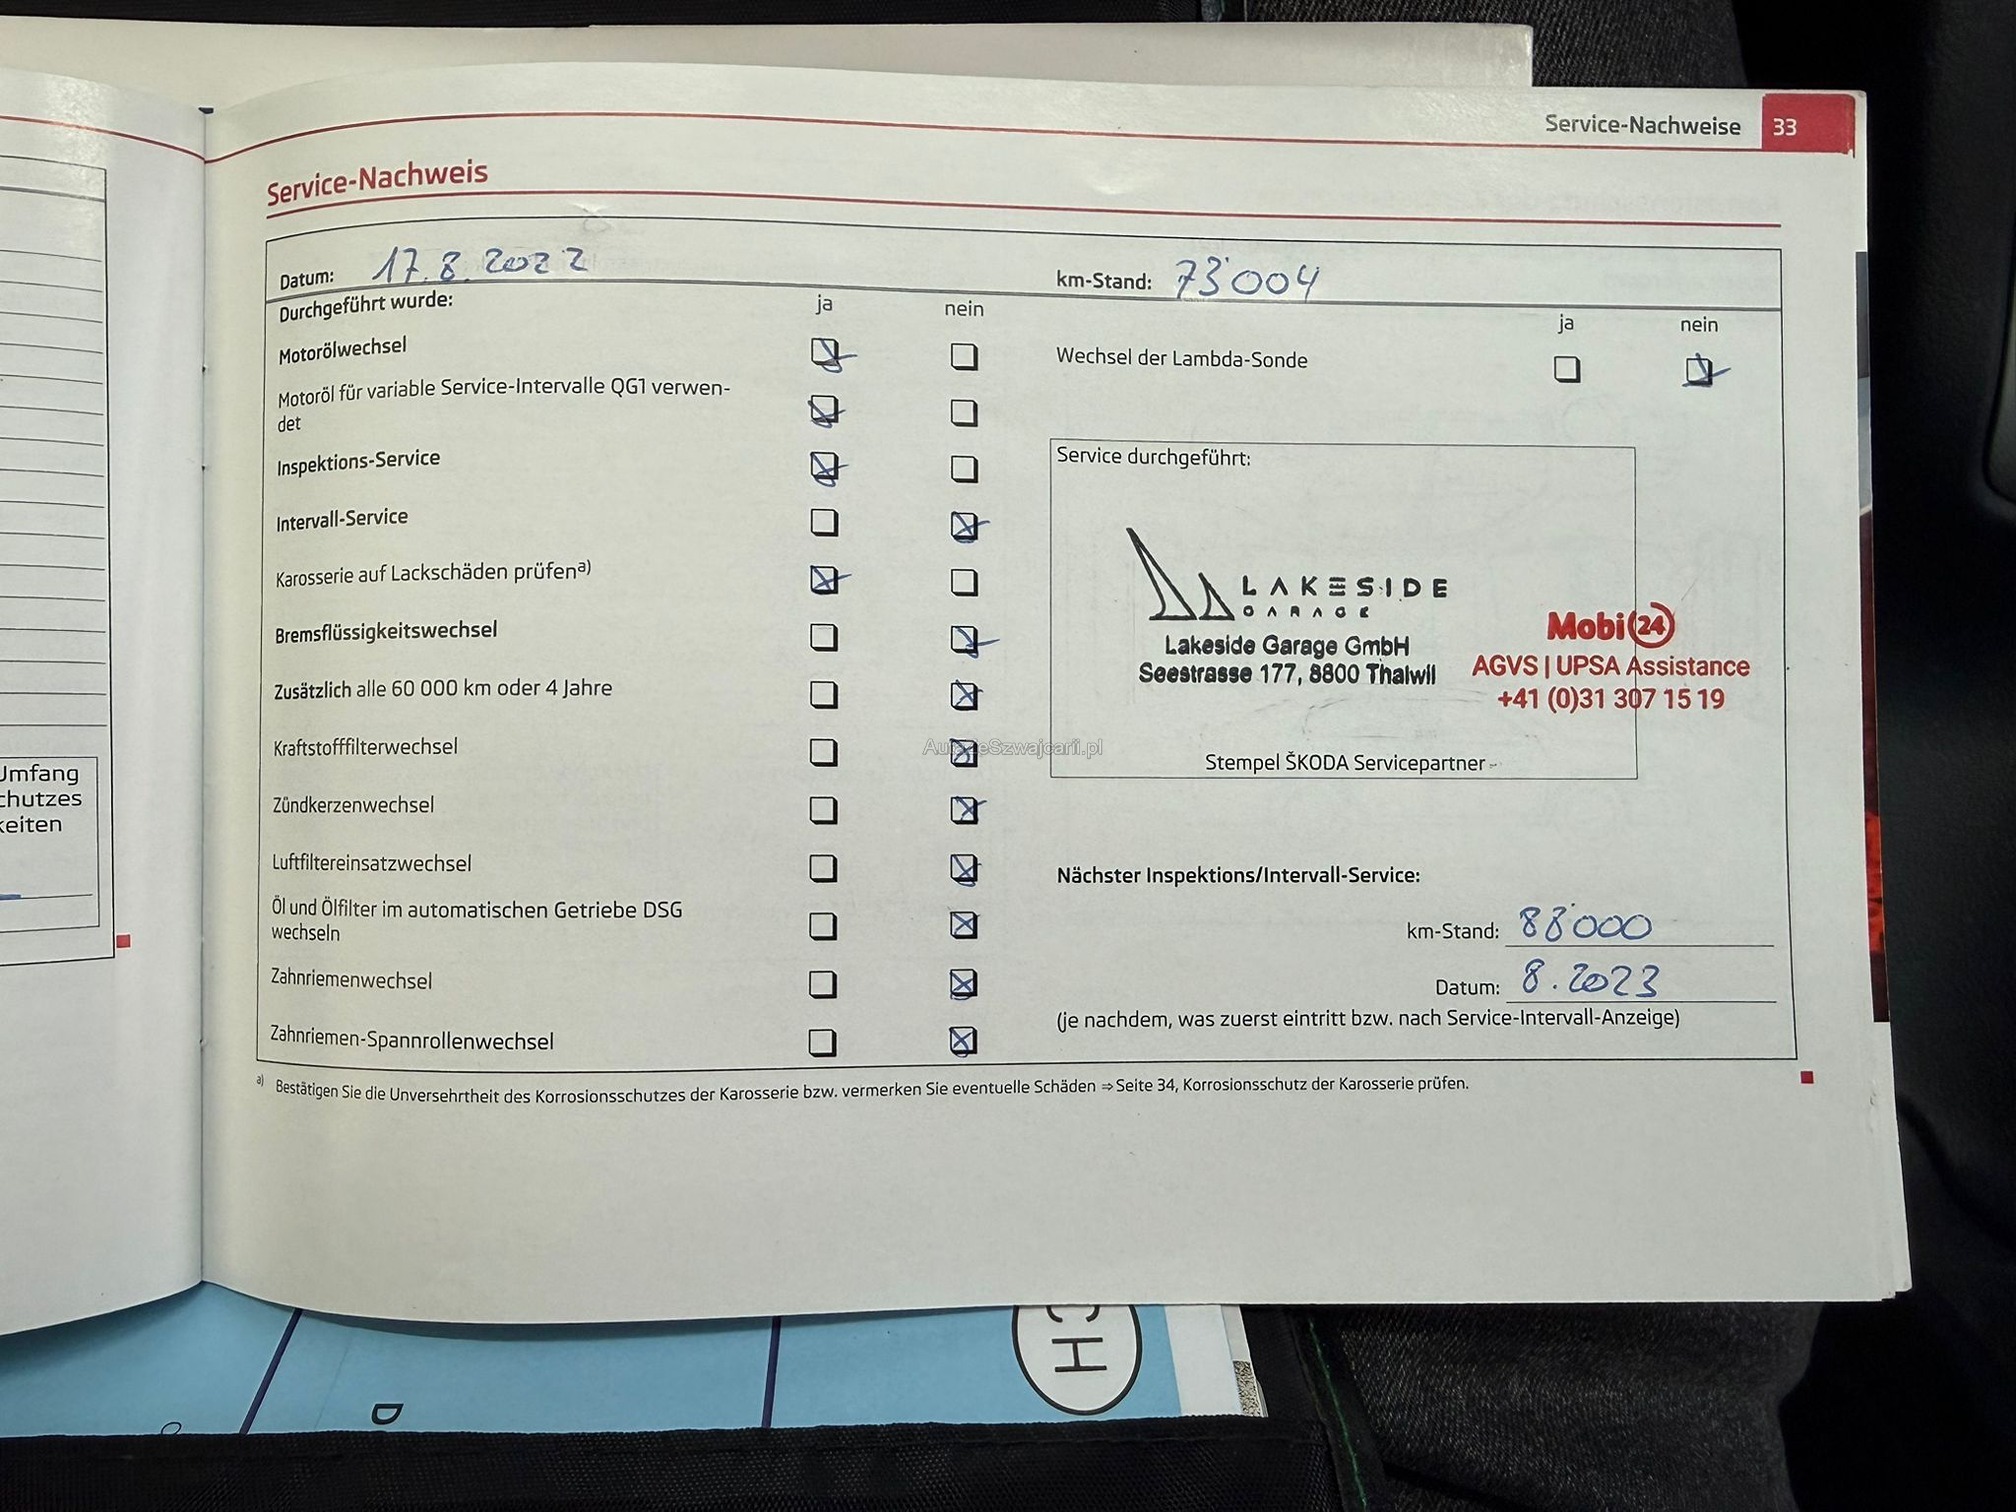 Service-Nachweise 33
Service-Nachweis
Datum: 17.8.2022
km-Stand: 73'004
Durchgeführt wurde: ja nein
ja nein
Motorölwechsel
Motoröl für variable Service-Intervalle QG1 verwen-
det
Inspektions-Service
Intervall-Service
Karosserie auf Lackschäden prüfena)
Bremsflüssigkeitswechsel
Zusätzlich alle 60 000 km oder 4 Jahre
Kraftstofffilterwechsel
Zündkerzenwechsel
Luftfiltereinsatzwechsel
Öl und Ölfilter im automatischen Getriebe DSG
wechseln
Zahnriemenwechsel
Zahnriemen-Spannrollenwechsel
Wechsel der Lambda-Sonde
Service durchgeführt:
LAKESIDE
GARAGE
Lakeside Garage GmbH
Seestrasse 177, 8800 Thalwil
Mobi24
AGVS | UPSA Assistance
+41 (0)31 307 15 19
Stempel ŠKODA Servicepartner
Nächster Inspektions/Intervall-Service:
km-Stand: 88'000
Datum: 8.2023
(je nachdem, was zuerst eintritt bzw. nach Service-Intervall-Anzeige)
a) Bestätigen Sie die Unversehrtheit des Korrosionsschutzes der Karosserie bzw. vermerken Sie eventuelle Schäden ⇒ Seite 34, Korrosionsschutz der Karosserie prüfen.
Umfang
chutzes
keiten
AutazeSzwajcarii.pl
CH
D